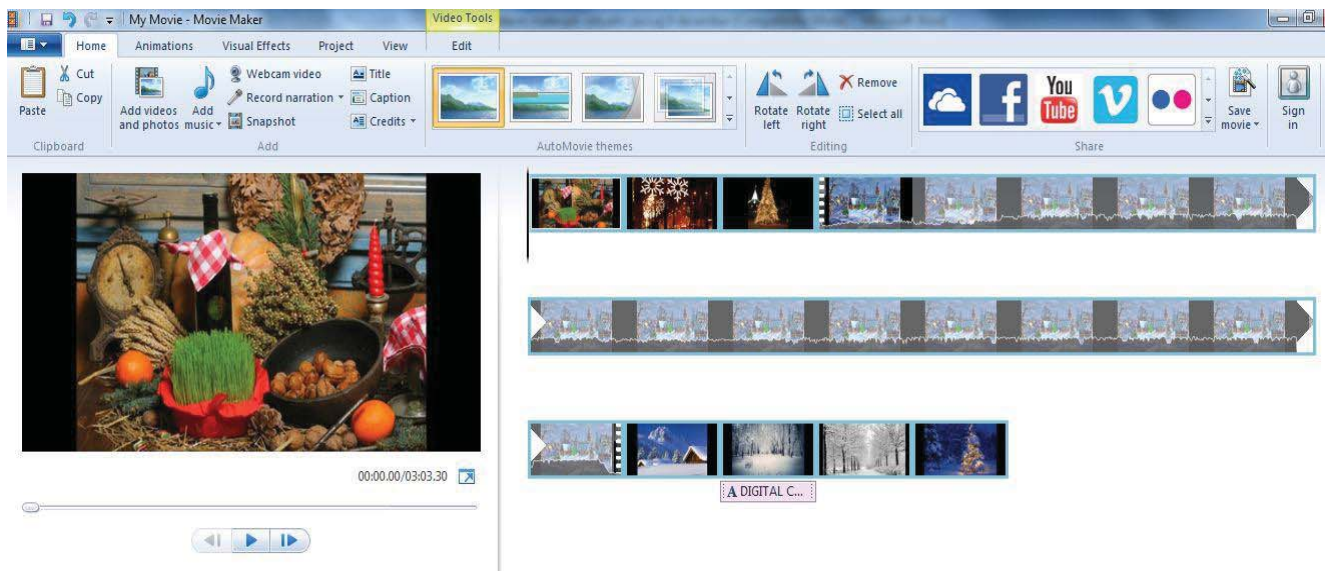 My Movie - Movie Maker
Video Tools
Home Animations Visual Effects Project View Edit
Paste
Cut
Copy
Clipboard
Add videos and photos
Add music
Webcam video
Record narration
Snapshot
Title
Caption
Credits
Add
AutoMovie themes
Rotate left
Rotate right
Remove
Select all
Editing
f
You Tube
V
Share
Save movie
Sign in
00:00.00/03:03.30
A DIGITAL C...